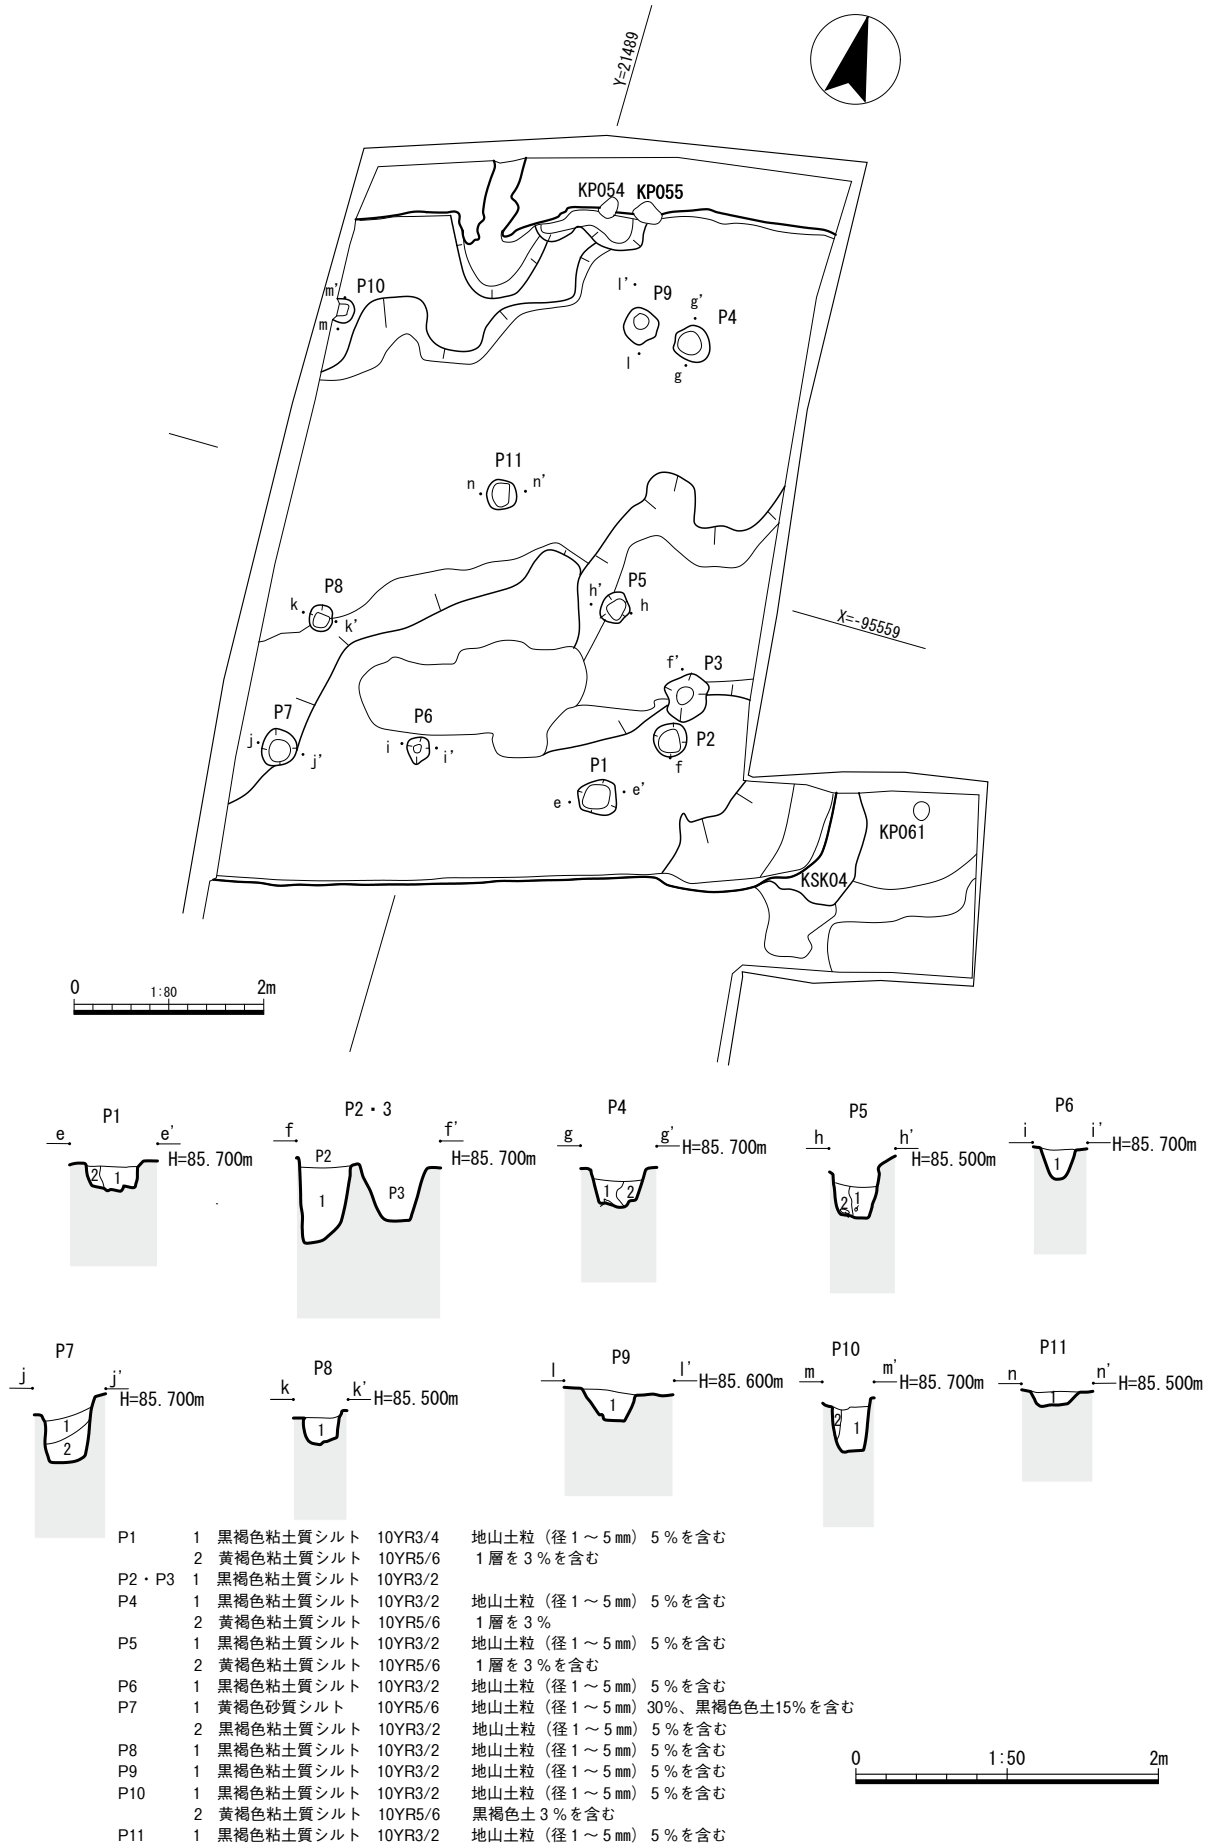 Y=21489
KP054 KP055
m' P10
m
l' P9
g' P4
l
g
P11
n n'
P8
k k'
P5
h' h
X=-95559
f' P3
P7
j j'
P6
i i'
P2
f
P1
e e'
KP061
KSK04
0 1:80 2m
P1
e e'
H=85.700m
2 1
P2・3
f f'
H=85.700m
P2
1
P3
P4
g g' H=85.700m
1 2
P5
h h'
H=85.500m
2 1
P6
i i' H=85.700m
1
P7
j j'
H=85.700m
1
2
P8
k k' H=85.500m
1
P9
l l' H=85.600m
1
P10
m m' H=85.700m
2 1
P11
n n' H=85.500m
1
P1 1 黒褐色粘土質シルト 10YR3/4 地山土粒（径1～5㎜）5%を含む
2 黄褐色粘土質シルト 10YR5/6 1層を3%を含む
P2・P3 1 黒褐色粘土質シルト 10YR3/2
P4 1 黒褐色粘土質シルト 10YR3/2 地山土粒（径1～5㎜）5%を含む
2 黄褐色粘土質シルト 10YR5/6 1層を3%
P5 1 黒褐色粘土質シルト 10YR3/2 地山土粒（径1～5㎜）5%を含む
2 黄褐色粘土質シルト 10YR5/6 1層を3%を含む
P6 1 黒褐色粘土質シルト 10YR3/2 地山土粒（径1～5㎜）5%を含む
P7 1 黄褐色砂質シルト 10YR5/6 地山土粒（径1～5㎜）30%、黒褐色色土15%を含む
2 黒褐色粘土質シルト 10YR3/2 地山土粒（径1～5㎜）5%を含む
P8 1 黒褐色粘土質シルト 10YR3/2 地山土粒（径1～5㎜）5%を含む
P9 1 黒褐色粘土質シルト 10YR3/2 地山土粒（径1～5㎜）5%を含む
P10 1 黒褐色粘土質シルト 10YR3/2 地山土粒（径1～5㎜）5%を含む
2 黄褐色粘土質シルト 10YR5/6 黒褐色土3%を含む
P11 1 黒褐色粘土質シルト 10YR3/2 地山土粒（径1～5㎜）5%を含む
0 1:50 2m